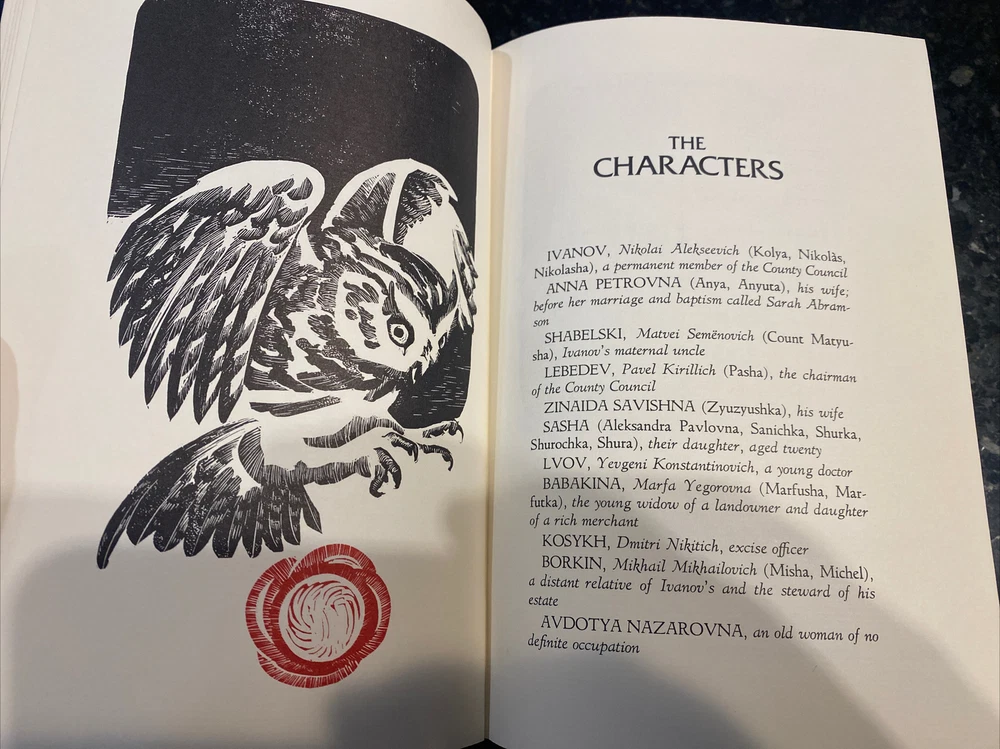 THE
CHARACTERS
IVANOV, Nikolai Alekseevich (Kolya, Nikolàs,
Nikolasha), a permanent member of the County Council
ANNA PETROVNA (Anya, Anyuta), his wife;
before her marriage and baptism called Sarah Abram-
son
SHABELSKI, Matvei Semënovich (Count Matyu-
sha), Ivanov's maternal uncle
LEBEDEV, Pavel Kirillich (Pasha), the chairman
of the County Council
ZINAIDA SAVISHNA (Zyuzyushka), his wife
SASHA (Aleksandra Pavlovna, Sanichka, Shurka,
Shurochka, Shura), their daughter, aged twenty
LVOV, Yevgeni Konstantinovich, a young doctor
BABAKINA, Marfa Yegorovna (Marfusha, Mar-
futka), the young widow of a landowner and daughter
of a rich merchant
KOSYKH, Dmitri Nikitich, excise officer
BORKIN, Mikhail Mikhailovich (Misha, Michel),
a distant relative of Ivanov's and the steward of his
estate
AVDOTYA NAZAROVNA, an old woman of no
definite occupation